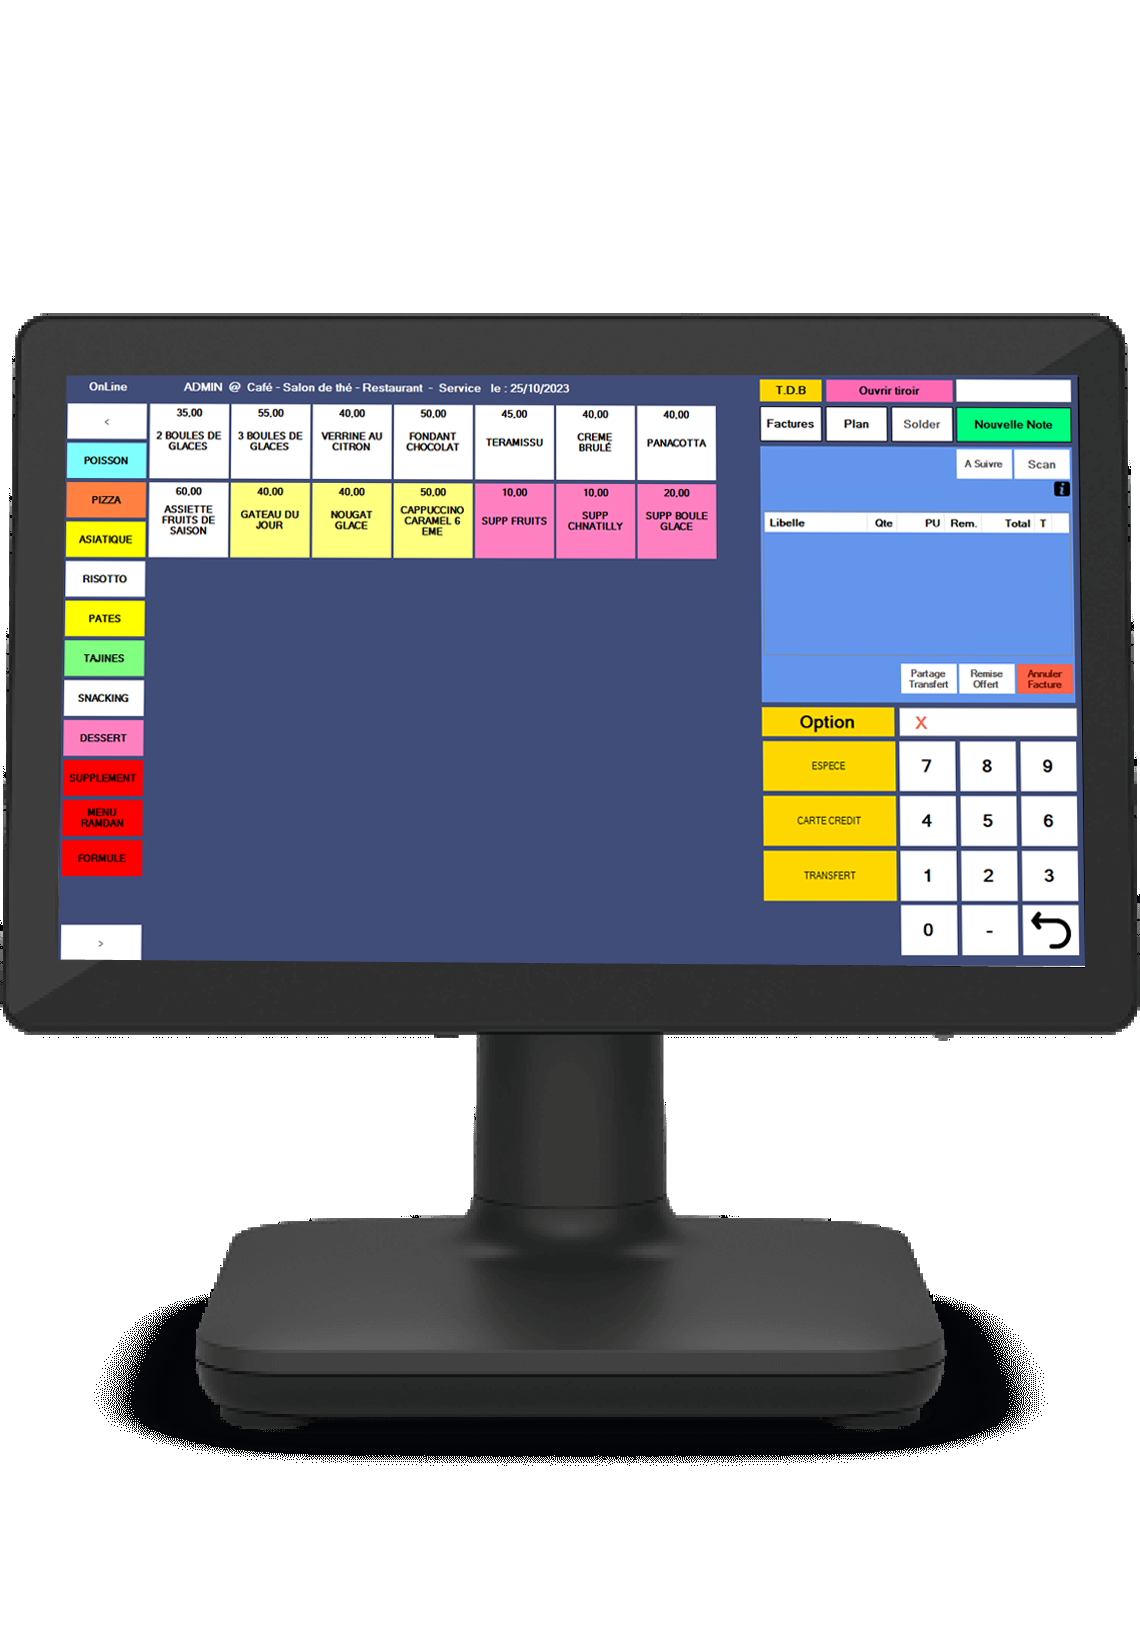 OnLine
ADMIN @ Café - Salon de thé - Restaurant - Service le : 25/10/2023
<
POISSON
PIZZA
ASIATIQUE
RISOTTO
PATES
TAJINES
SNACKING
DESSERT
SUPPLEMENT
MENU
RAMDAN
FORMULE
>
35,00
2 BOULES DE
GLACES
55,00
3 BOULES DE
GLACES
40,00
VERRINE AU
CITRON
50,00
FONDANT
CHOCOLAT
45,00
TERAMISSU
40,00
CREME
BRULÉ
40,00
PANACOTTA
60,00
ASSIETTE
FRUITS DE
SAISON
40,00
GATEAU DU
JOUR
40,00
NOUGAT
GLACE
50,00
CAPPUCCINO
CARAMEL 6
EME
10,00
SUPP FRUITS
10,00
SUPP
CHNATILLY
20,00
SUPP BOULE
GLACE
T.D.B
Ouvrir tiroir
Factures
Plan
Solder
Nouvelle Note
A Suivre
Scan
i
Libelle Qte PU Rem. Total T
Partage
Transfert
Remise
Offert
Annuler
Facture
Option
X
ESPECE
CARTE CREDIT
TRANSFERT
7 8 9
4 5 6
1 2 3
0 -